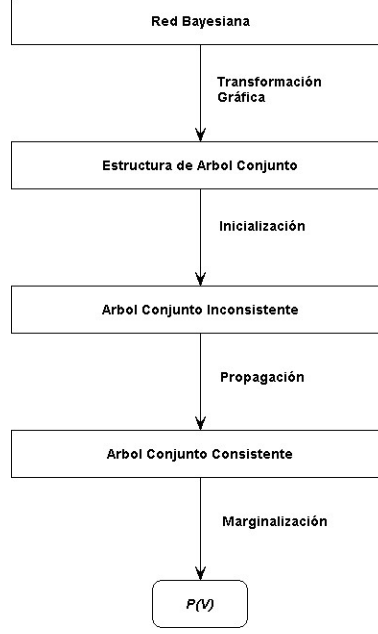 Red Bayesiana
Transformación
Gráfica
Estructura de Arbol Conjunto
Inicialización
Arbol Conjunto Inconsistente
Propagación
Arbol Conjunto Consistente
Marginalización
P(V)